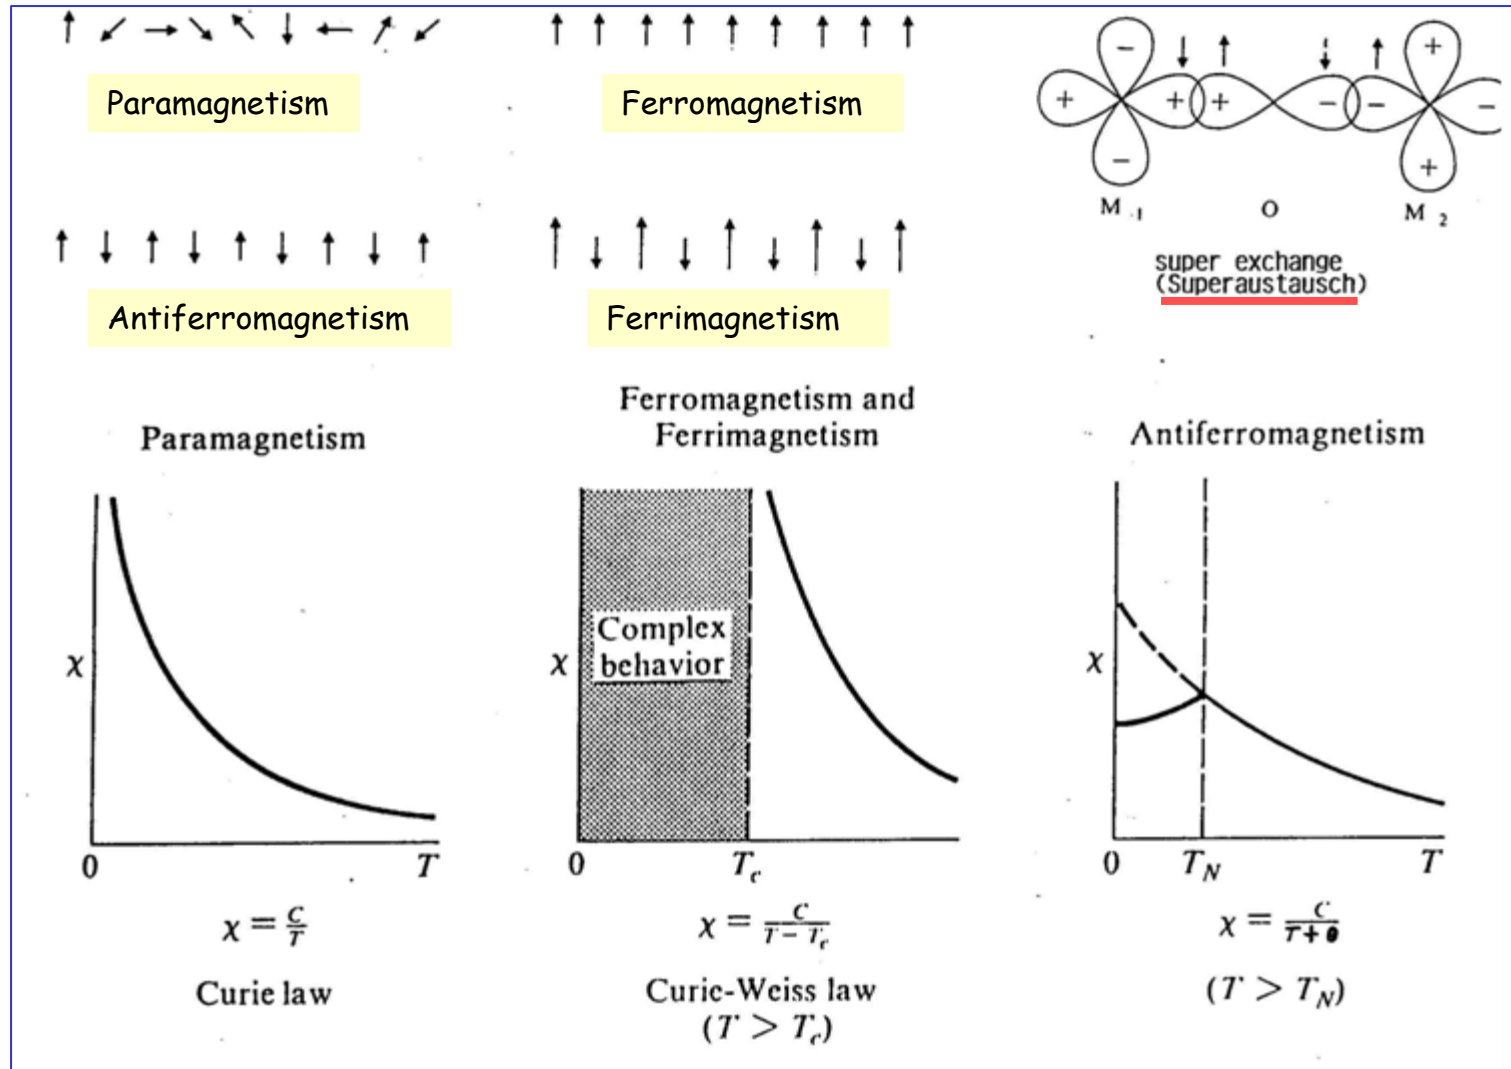 Paramagnetism
Ferromagnetism
− + + − + + − − + + −
M 1 O M 2
super exchange
(Superaustausch)
Antiferromagnetism
Ferrimagnetism
Paramagnetism
Ferromagnetism and
Ferrimagnetism
Antiferromagnetism
χ
0 T
χ = C/T
Curie law
Complex
behavior
χ
0 Tc
χ = C/(T − Tc)
Curie-Weiss law
(T > Tc)
χ
0 TN T
χ = C/(T + θ)
(T > TN)